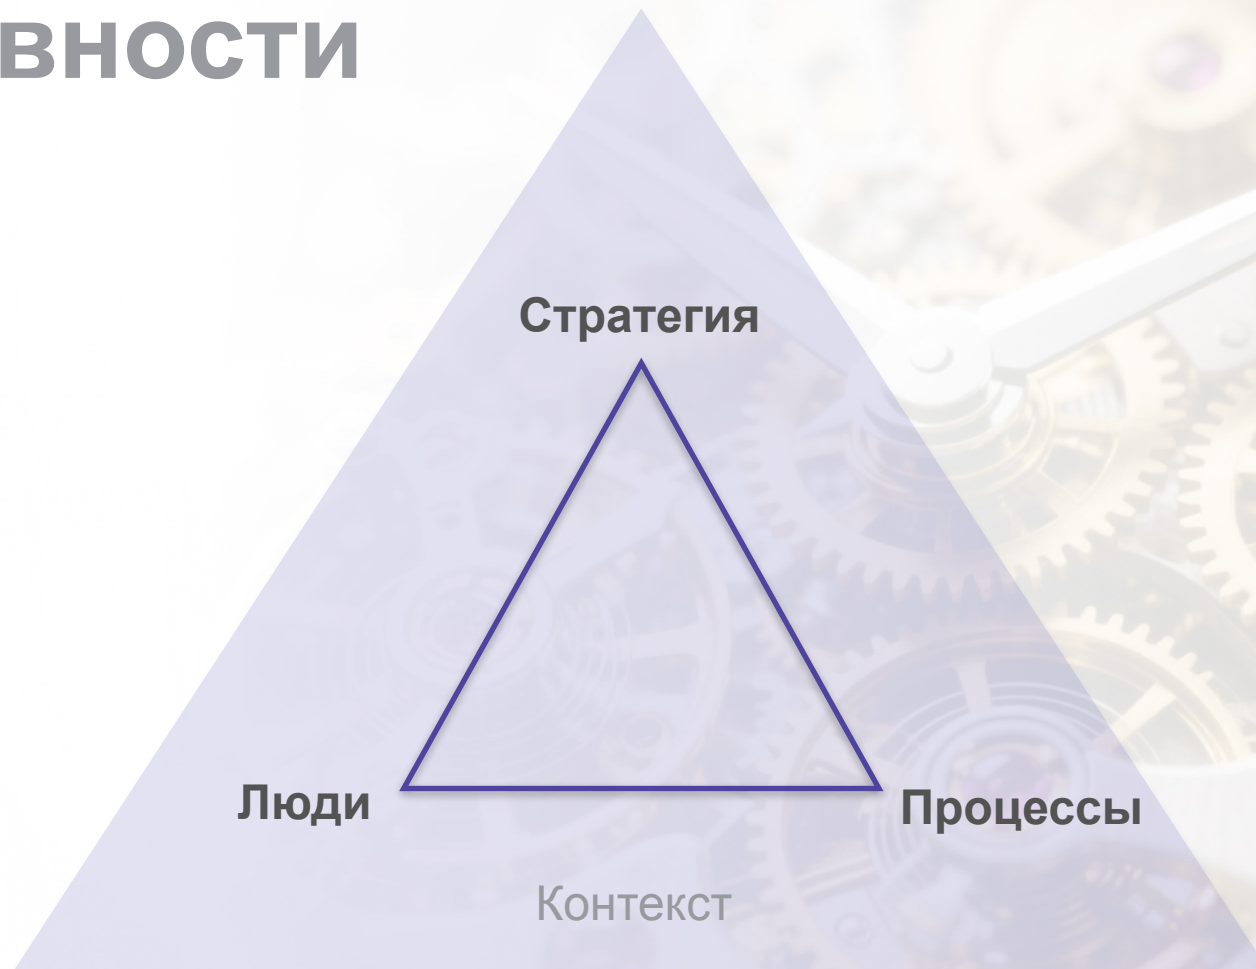 вности
Стратегия
Люди
Процессы
Контекст